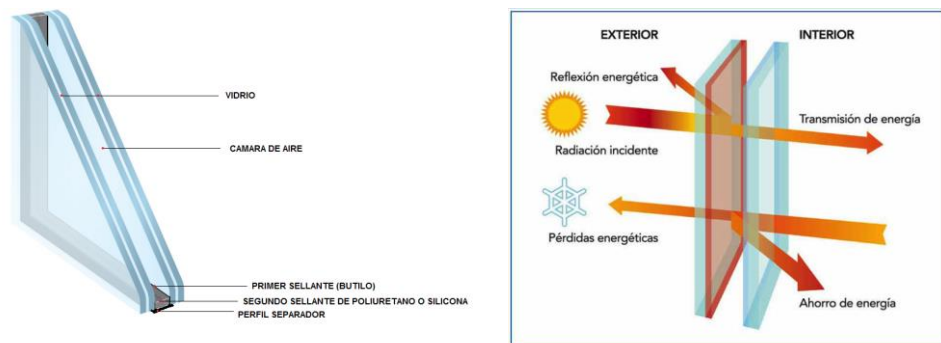 VIDRIO
CAMARA DE AIRE
PRIMER SELLANTE (BUTILO)
SEGUNDO SELLANTE DE POLIURETANO O SILICONA
PERFIL SEPARADOR
EXTERIOR
INTERIOR
Reflexión energética
Transmisión de energía
Radiación incidente
Pérdidas energéticas
Ahorro de energía